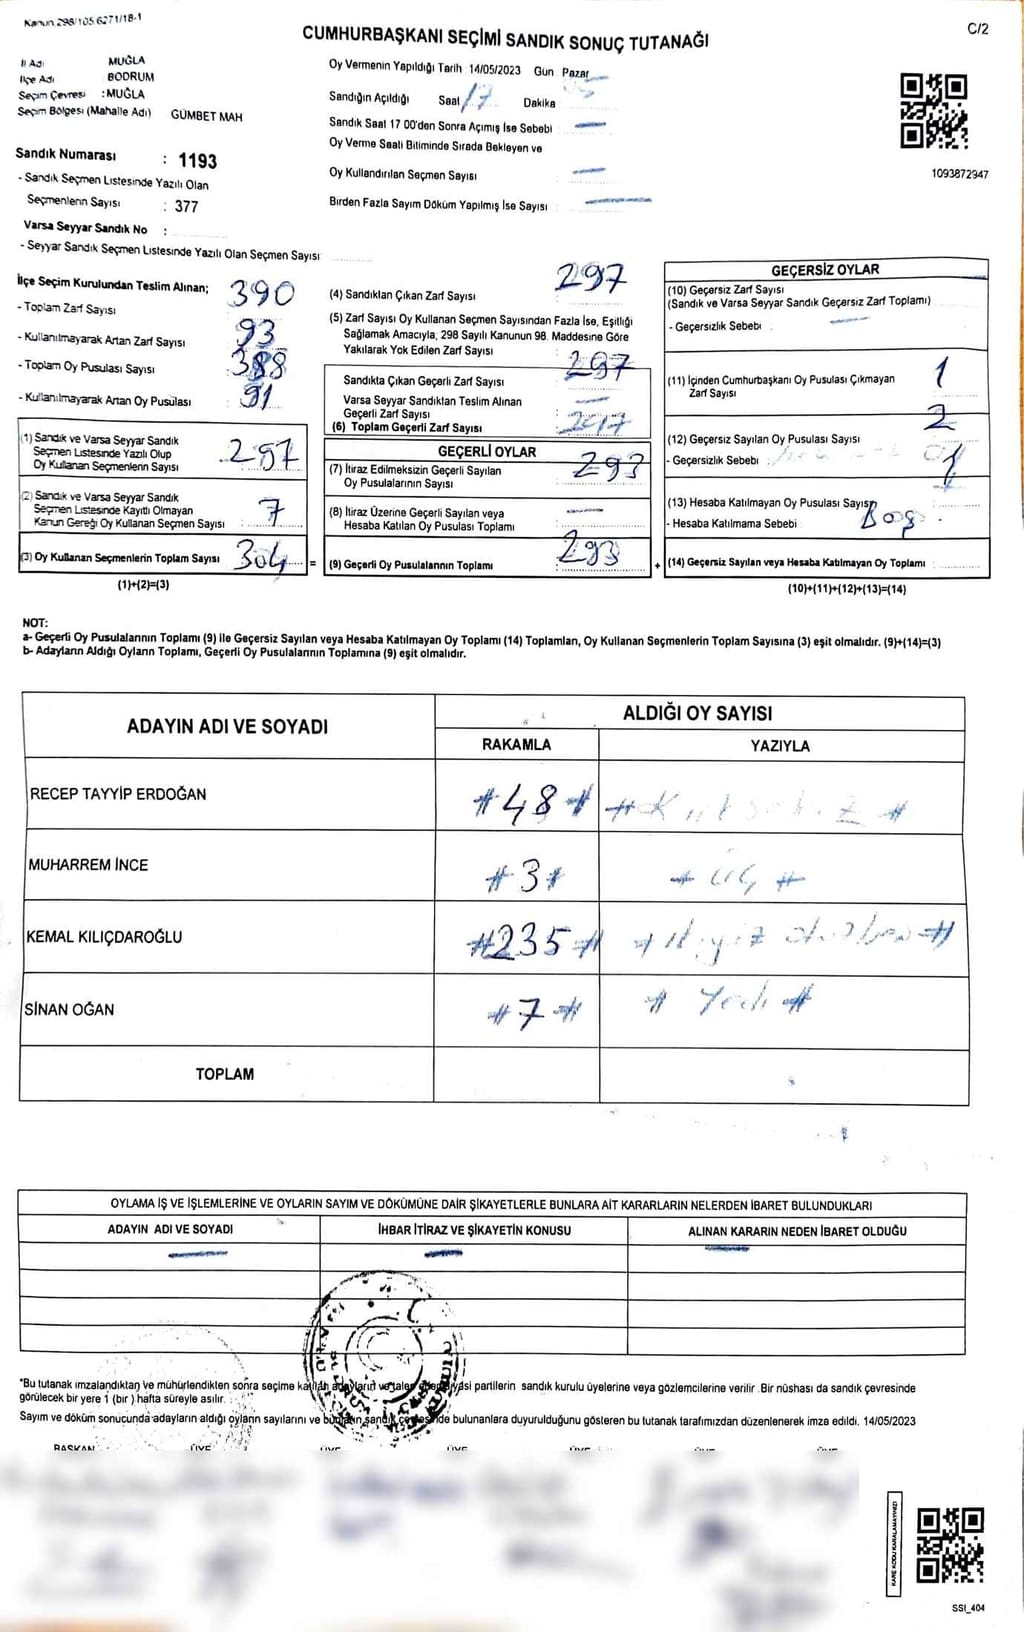 Kanun 298/105 6271/18-1
C/2
CUMHURBAŞKANI SEÇİMİ SANDIK SONUÇ TUTANAĞI
İl Adı MUĞLA
İlçe Adı BODRUM
Seçim Çevresi : MUĞLA
Seçim Bölgesi (Mahalle Adı) GÜMBET MAH
Sandık Numarası : 1193
- Sandık Seçmen Listesinde Yazılı Olan
Seçmenlerin Sayısı : 377
Varsa Seyyar Sandık No :
- Seyyar Sandık Seçmen Listesinde Yazılı Olan Seçmen Sayısı
Oy Vermenin Yapıldığı Tarih 14/05/2023 Gün Pazar
Sandığın Açıldığı Saat 17 Dakika 05
Sandık Saat 17 00'den Sonra Açımış İse Sebebi
Oy Verme Saati Bitiminde Sırada Bekleyen ve
Oy Kullandırılan Seçmen Sayısı
Birden Fazla Sayım Döküm Yapılmış İse Sayısı
1093872947
İlçe Seçim Kurulundan Teslim Alınan;
- Toplam Zarf Sayısı 390
- Kullanılmayarak Artan Zarf Sayısı 93
- Toplam Oy Pusulası Sayısı 388
- Kullanılmayarak Artan Oy Pusulası 91
(1) Sandık ve Varsa Seyyar Sandık
Seçmen Listesinde Yazılı Olup
Oy Kullanan Seçmenlerin Sayısı 297
(2) Sandık ve Varsa Seyyar Sandık
Seçmen Listesinde Kayıtlı Olmayan
Kanun Gereği Oy Kullanan Seçmen Sayısı 7
(3) Oy Kullanan Seçmenlerin Toplam Sayısı 304 =
(1)+(2)=(3)
(4) Sandıktan Çıkan Zarf Sayısı 297
(5) Zarf Sayısı Oy Kullanan Seçmen Sayısından Fazla İse, Eşitliği
Sağlamak Amacıyla, 298 Sayılı Kanunun 98. Maddesine Göre
Yakılarak Yok Edilen Zarf Sayısı :
Sandıkta Çıkan Geçerli Zarf Sayısı 297
Varsa Seyyar Sandıktan Teslim Alınan
Geçerli Zarf Sayısı
(6) Toplam Geçerli Zarf Sayısı
GEÇERLİ OYLAR
(7) İtiraz Edilmeksizin Geçerli Sayılan
Oy Pusulalarının Sayısı 293
(8) İtiraz Üzerine Geçerli Sayılan veya
Hesaba Katılan Oy Pusulası Toplamı
(9) Geçerli Oy Pusulalarının Toplamı 293 +
GEÇERSİZ OYLAR
(10) Geçersiz Zarf Sayısı
(Sandık ve Varsa Seyyar Sandık Geçersiz Zarf Toplamı)
- Geçersizlik Sebebi
(11) İçinden Cumhurbaşkanı Oy Pusulası Çıkmayan
Zarf Sayısı 1
(12) Geçersiz Sayılan Oy Pusulası Sayısı 2
- Geçersizlik Sebebi :
(13) Hesaba Katılmayan Oy Pusulası Sayısı 1
- Hesaba Katılmama Sebebi Boş
(14) Geçersiz Sayılan veya Hesaba Katılmayan Oy Toplamı :
(10)+(11)+(12)+(13)=(14)
NOT:
a- Geçerli Oy Pusulalarının Toplamı (9) ile Geçersiz Sayılan veya Hesaba Katılmayan Oy Toplamı (14) Toplamları, Oy Kullanan Seçmenlerin Toplam Sayısına (3) eşit olmalıdır. (9)+(14)=(3)
b- Adayların Aldığı Oyların Toplamı, Geçerli Oy Pusulalarının Toplamına (9) eşit olmalıdır.
ADAYIN ADI VE SOYADI
ALDIĞI OY SAYISI
RAKAMLA YAZIYLA
RECEP TAYYİP ERDOĞAN #48# # Kırksekiz #
MUHARREM İNCE #3# # Üç #
KEMAL KILIÇDAROĞLU #235# # İkiyüz otuzbeş #
SİNAN OĞAN #7# # Yedi #
TOPLAM
OYLAMA İŞ VE İŞLEMLERİNE VE OYLARIN SAYIM VE DÖKÜMÜNE DAİR ŞİKAYETLERLE BUNLARA AİT KARARLARIN NELERDEN İBARET BULUNDUKLARI
ADAYIN ADI VE SOYADI İHBAR İTİRAZ VE ŞİKAYETİN KONUSU ALINAN KARARIN NEDEN İBARET OLDUĞU
*Bu tutanak imzalandıktan ve mühürlendikten sonra seçime katılan adayların ve talep eden siyasi partilerin sandık kurulu üyelerine veya gözlemcilerine verilir. Bir nüshası da sandık çevresinde
görülecek bir yere 1 (bir ) hafta süreyle asılır.
Sayım ve döküm sonucunda adayların aldığı oyların sayılarını ve bunların sandık çevresinde bulunanlara duyurulduğunu gösteren bu tutanak tarafımızdan düzenlenerek imza edildi. 14/05/2023
BAŞKAN ÜYE ÜYE ÜYE ÜYE ÜYE ÜYE
KARE KODU KARALAMAYINIZ!
SSI_404